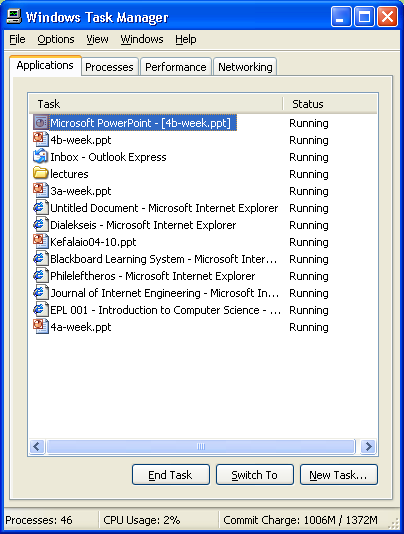 Windows Task Manager
File Options View Windows Help
Applications Processes Performance Networking
Task Status
Microsoft PowerPoint - [4b-week.ppt] Running
4b-week.ppt Running
Inbox - Outlook Express Running
lectures Running
3a-week.ppt Running
Untitled Document - Microsoft Internet Explorer Running
Dialekseis - Microsoft Internet Explorer Running
Kefalaio04-10.ppt Running
Blackboard Learning System - Microsoft Inter... Running
Phileleftheros - Microsoft Internet Explorer Running
Journal of Internet Engineering - Microsoft In... Running
EPL 001 - Introduction to Computer Science - ... Running
4a-week.ppt Running
End Task Switch To New Task...
Processes: 46 CPU Usage: 2% Commit Charge: 1006M / 1372M